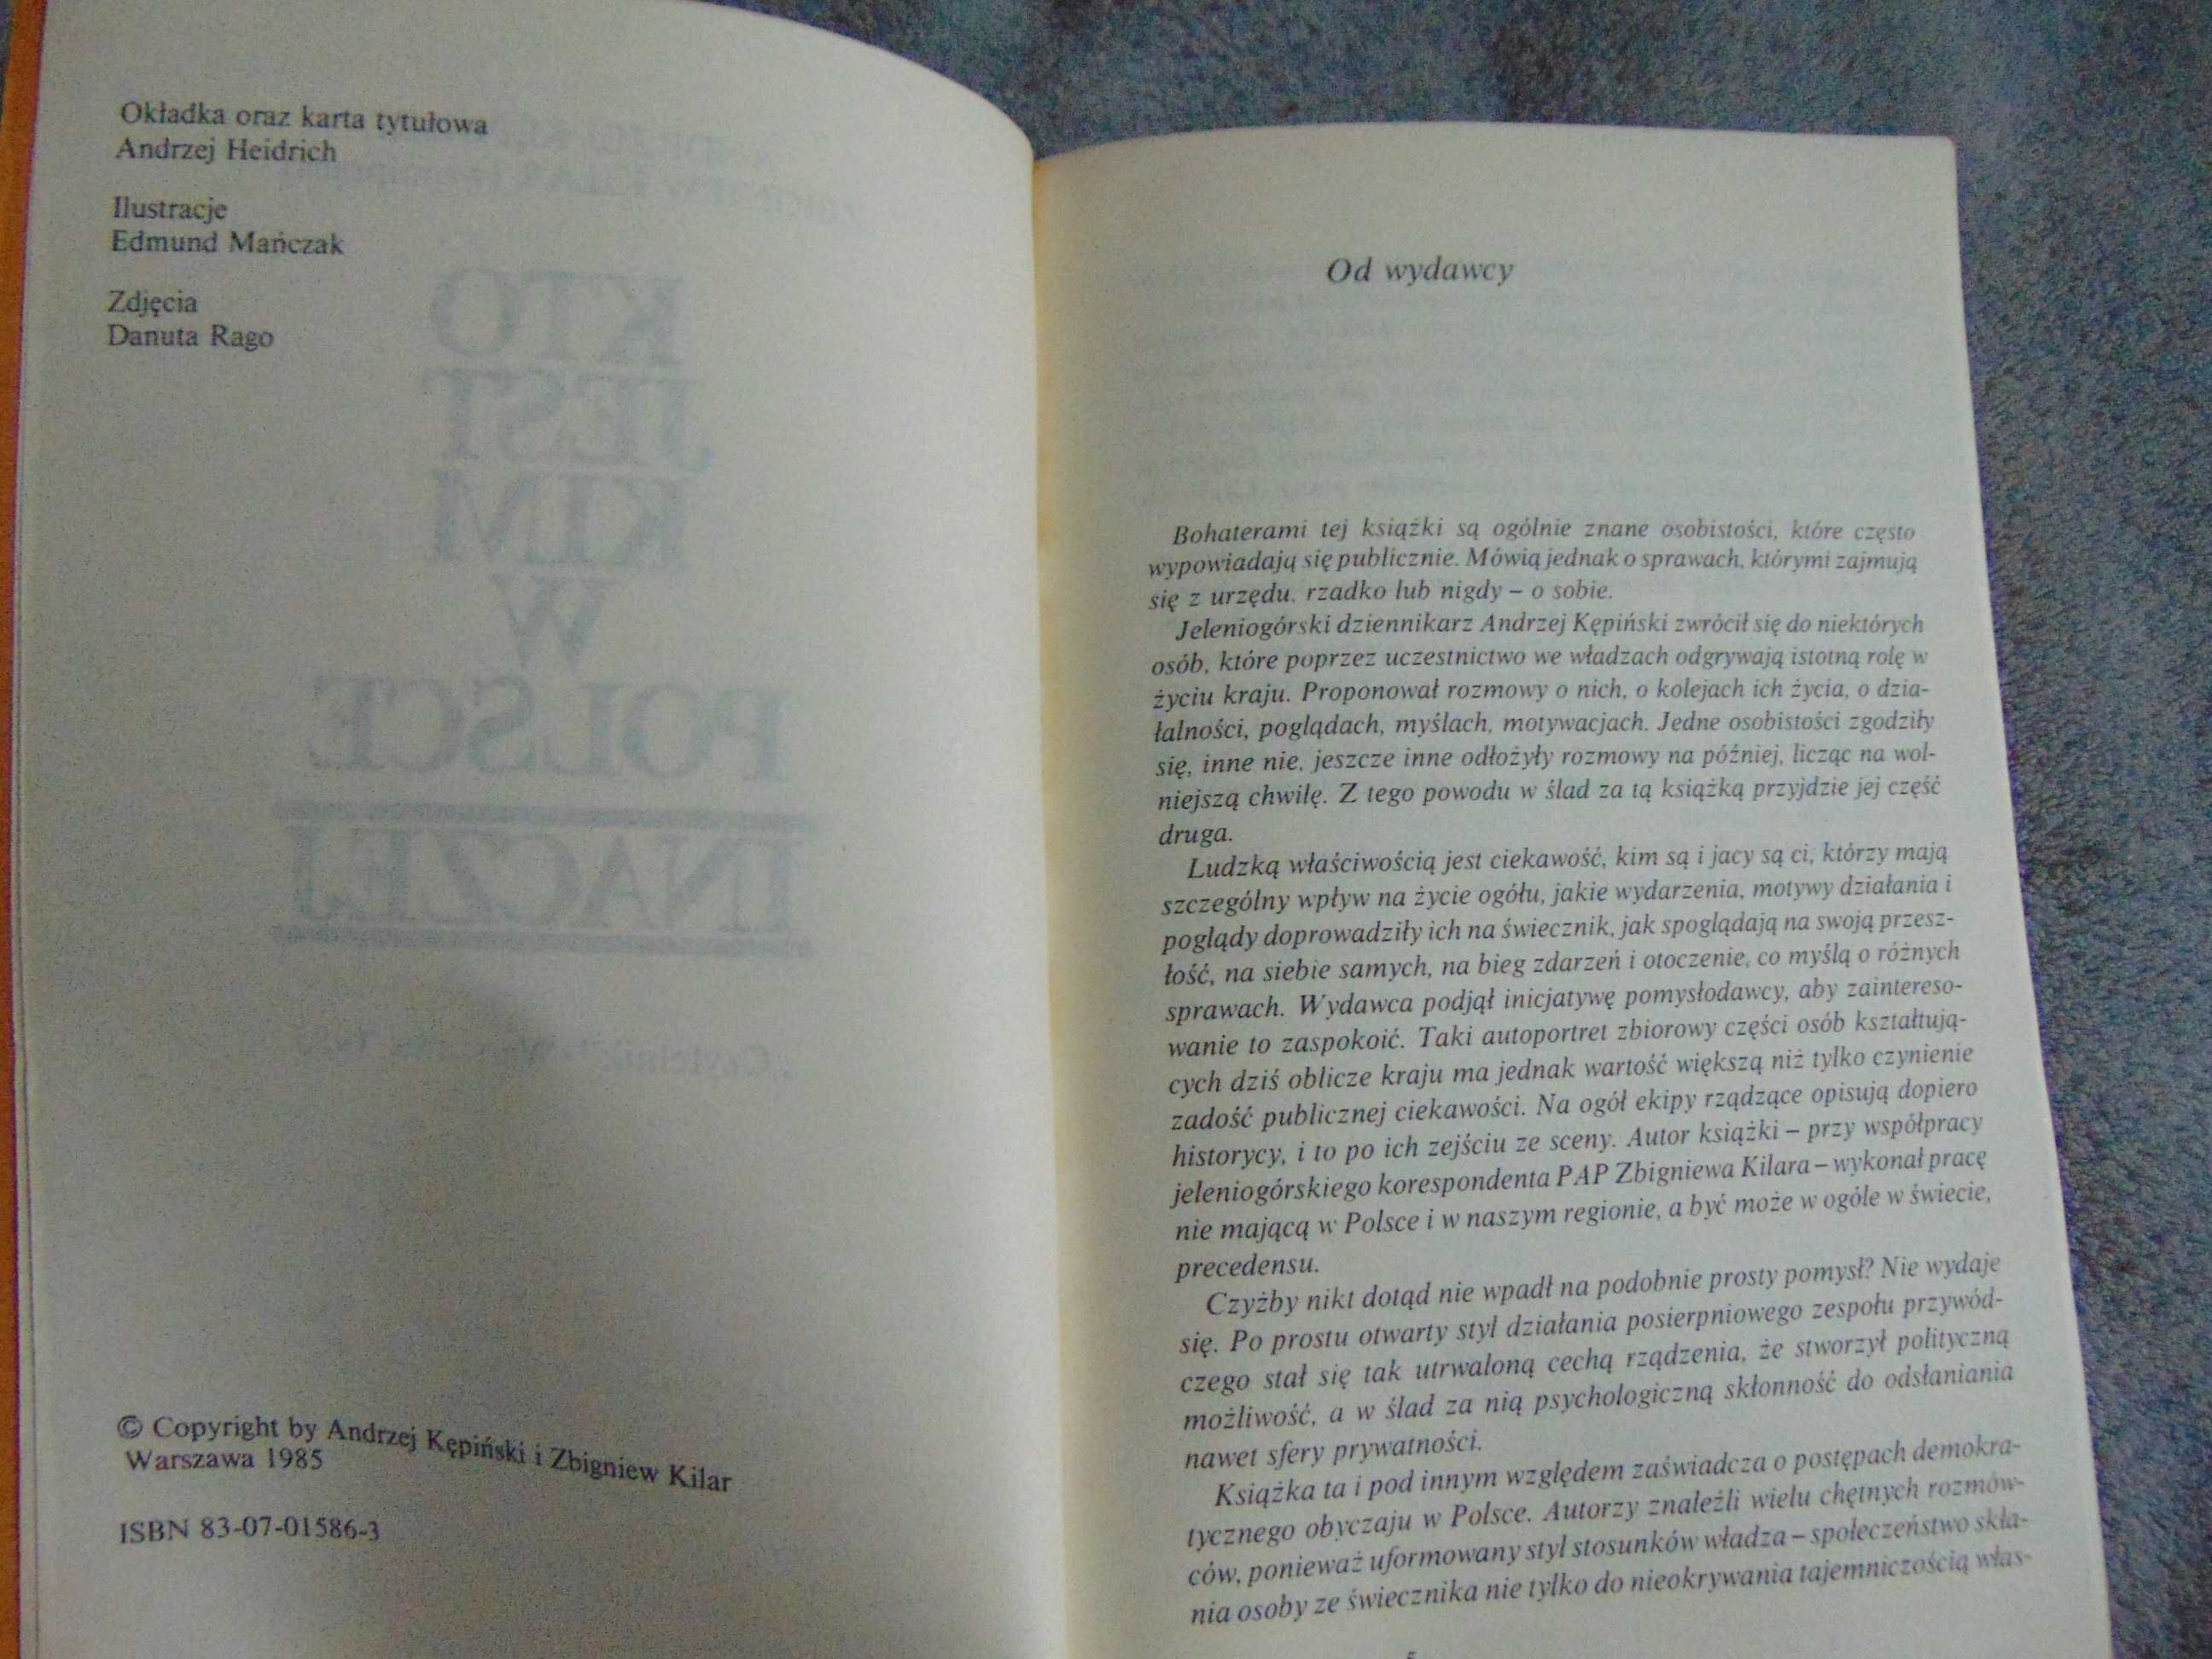 Okładka oraz karta tytułowa
Andrzej Heidrich
Ilustracje
Edmund Mańczak
Zdjęcia
Danuta Rago
KTO
JEST
KIM
W
POLSCE
INACZEJ
© Copyright by Andrzej Kępiński i Zbigniew Kilar
Warszawa 1985
ISBN 83-07-01586-3
Od wydawcy
Bohaterami tej książki są ogólnie znane osobistości, które często
wypowiadają się publicznie. Mówią jednak o sprawach, którymi zajmują
się z urzędu, rzadko lub nigdy – o sobie.
Jeleniogórski dziennikarz Andrzej Kępiński zwrócił się do niektórych
osób, które poprzez uczestnictwo we władzach odgrywają istotną rolę w
życiu kraju. Proponował rozmowy o nich, o kolejach ich życia, o dzia-
łalności, poglądach, myślach, motywacjach. Jedne osobistości zgodziły
się, inne nie, jeszcze inne odłożyły rozmowy na później, licząc na wol-
niejszą chwilę. Z tego powodu w ślad za tą książką przyjdzie jej część
druga.
Ludzką właściwością jest ciekawość, kim są i jacy są ci, którzy mają
szczególny wpływ na życie ogółu, jakie wydarzenia, motywy działania i
poglądy doprowadziły ich na świecznik, jak spoglądają na swoją przesz-
łość, na siebie samych, na bieg zdarzeń i otoczenie, co myślą o różnych
sprawach. Wydawca podjął inicjatywę pomysłodawcy, aby zaintereso-
wanie to zaspokoić. Taki autoportret zbiorowy części osób kształtują-
cych dziś oblicze kraju ma jednak wartość większą niż tylko czynienie
zadość publicznej ciekawości. Na ogół ekipy rządzące opisują dopiero
historycy, i to po ich zejściu ze sceny. Autor książki – przy współpracy
jeleniogórskiego korespondenta PAP Zbigniewa Kilara – wykonał pracę
nie mającą w Polsce i w naszym regionie, a być może w ogóle w świecie,
precedensu.
Czyżby nikt dotąd nie wpadł na podobnie prosty pomysł? Nie wydaje
się. Po prostu otwarty styl działania posierpniowego zespołu przywód-
czego stał się tak utrwaloną cechą rządzenia, że stworzył polityczną
możliwość, a w ślad za nią psychologiczną skłonność do odsłaniania
nawet sfery prywatności.
Książka ta i pod innym względem zaświadcza o postępach demokra-
tycznego obyczaju w Polsce. Autorzy znaleźli wielu chętnych rozmów-
ców, ponieważ uformowany styl stosunków władza – społeczeństwo skła-
nia osoby ze świecznika nie tylko do nieokrywania tajemniczością włas-